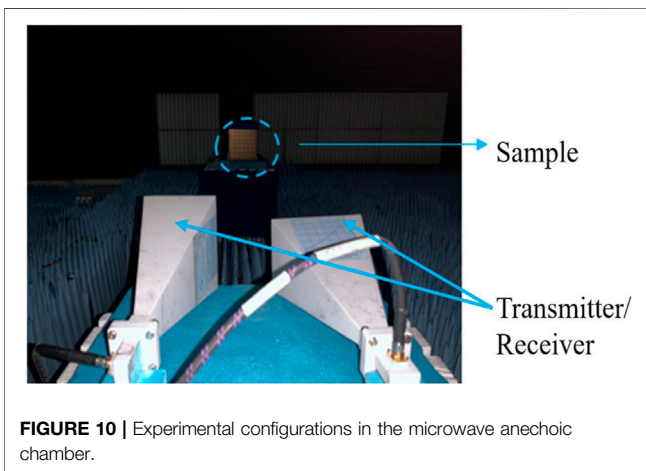 Sample
Transmitter/
Receiver
FIGURE 10 | Experimental configurations in the microwave anechoic
chamber.